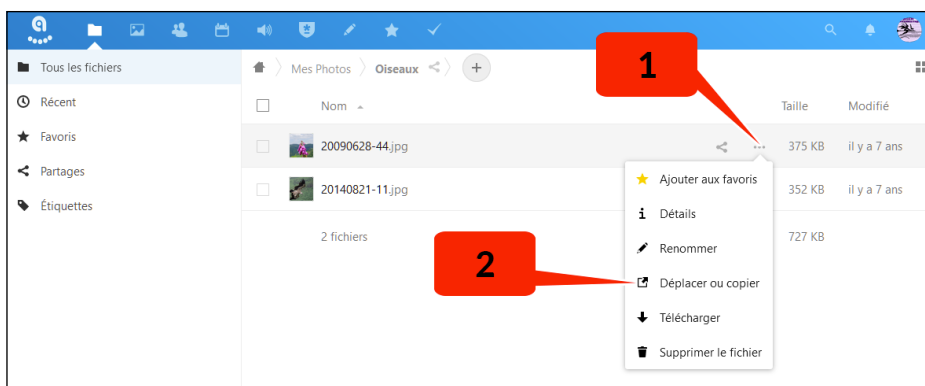 Tous les fichiers
Mes Photos Oiseaux +
1
Récent
Nom Taille Modifié
Favoris
20090628-44.jpg 375 KB il y a 7 ans
Partages
Ajouter aux favoris
20140821-11.jpg 352 KB il y a 7 ans
Étiquettes
Détails
2 fichiers 727 KB
Renommer
2
Déplacer ou copier
Télécharger
Supprimer le fichier